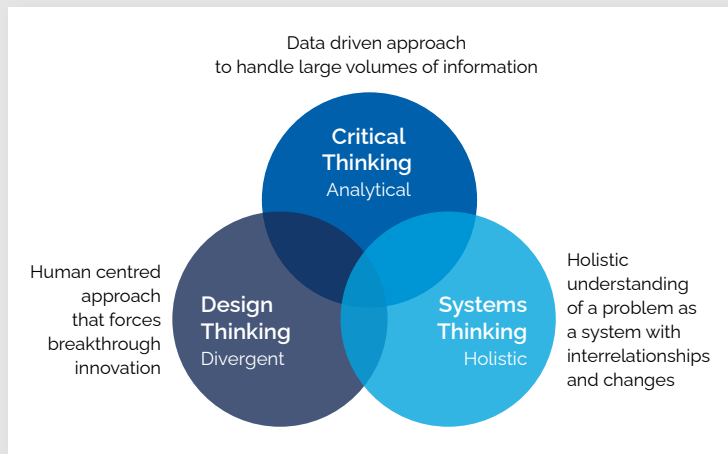 Data driven approach
to handle large volumes of information
Critical
Thinking
Analytical
Human centred
approach
that forces
breakthrough
innovation
Design
Thinking
Divergent
Systems
Thinking
Holistic
Holistic
understanding
of a problem as
a system with
interrelationships
and changes